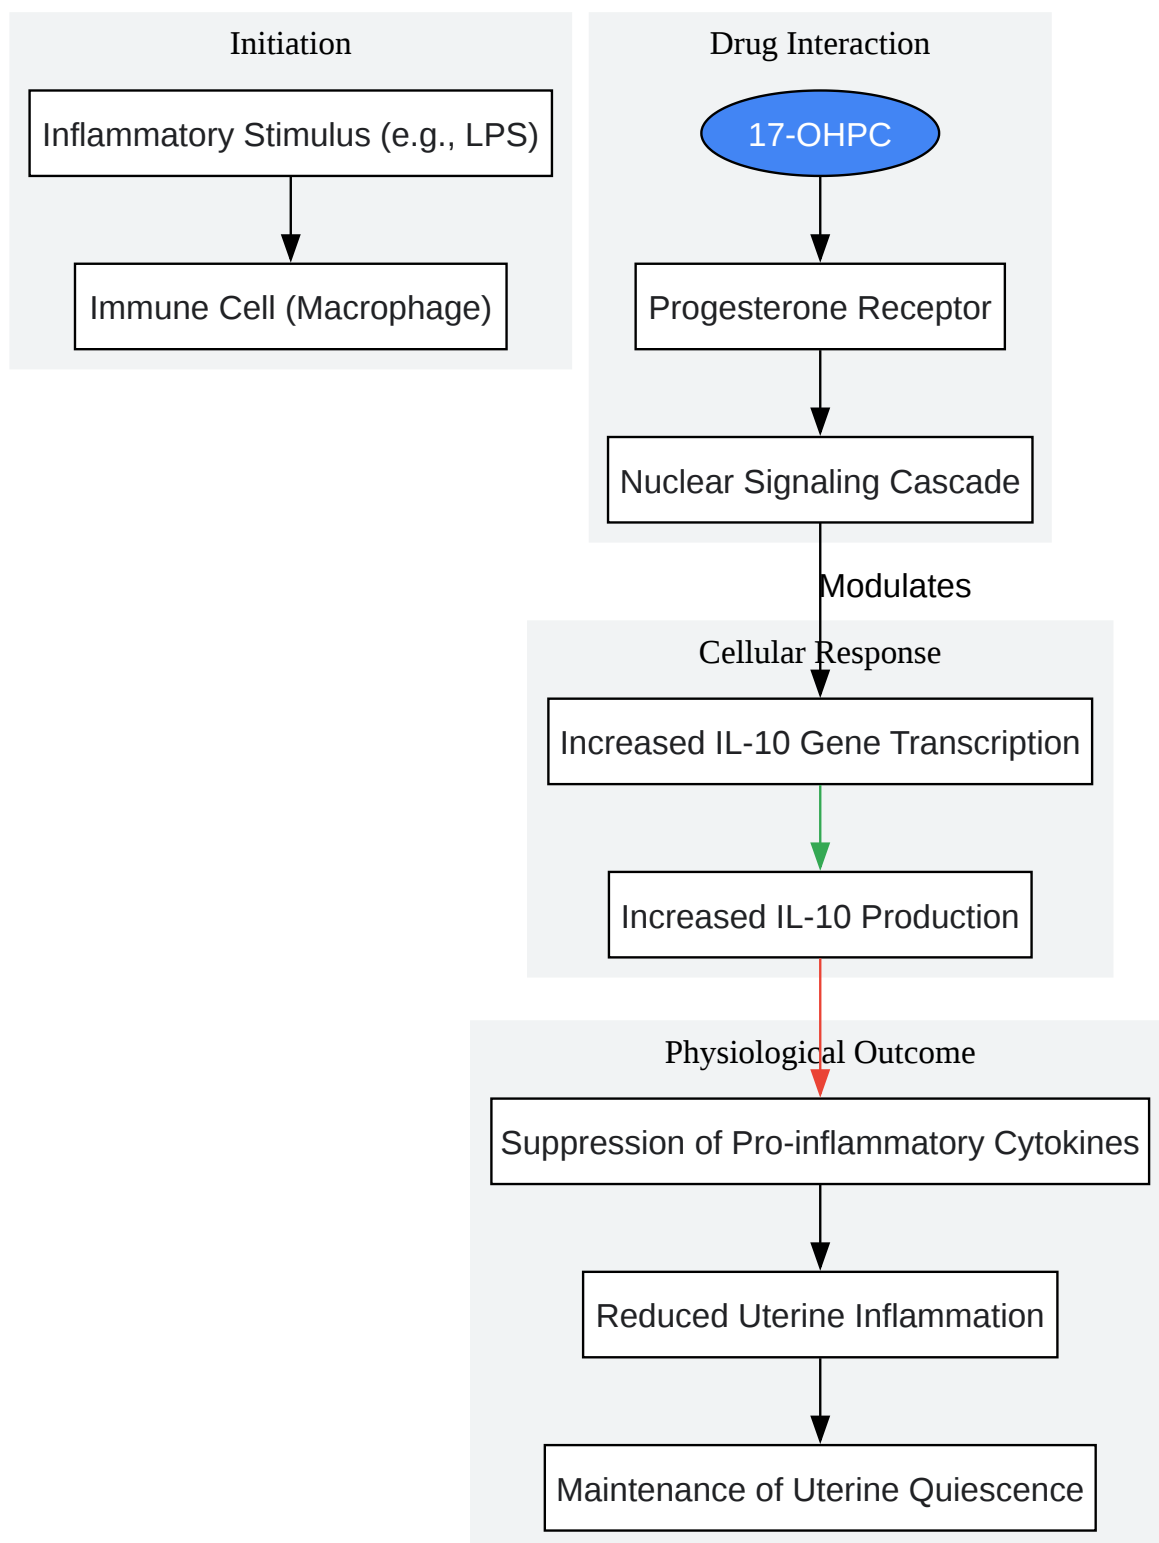 Initiation
Inflammatory Stimulus (e.g., LPS)
Immune Cell (Macrophage)
Drug Interaction
17-OHPC
Progesterone Receptor
Nuclear Signaling Cascade
Modulates
Cellular Response
Increased IL-10 Gene Transcription
Increased IL-10 Production
Physiological Outcome
Suppression of Pro-inflammatory Cytokines
Reduced Uterine Inflammation
Maintenance of Uterine Quiescence